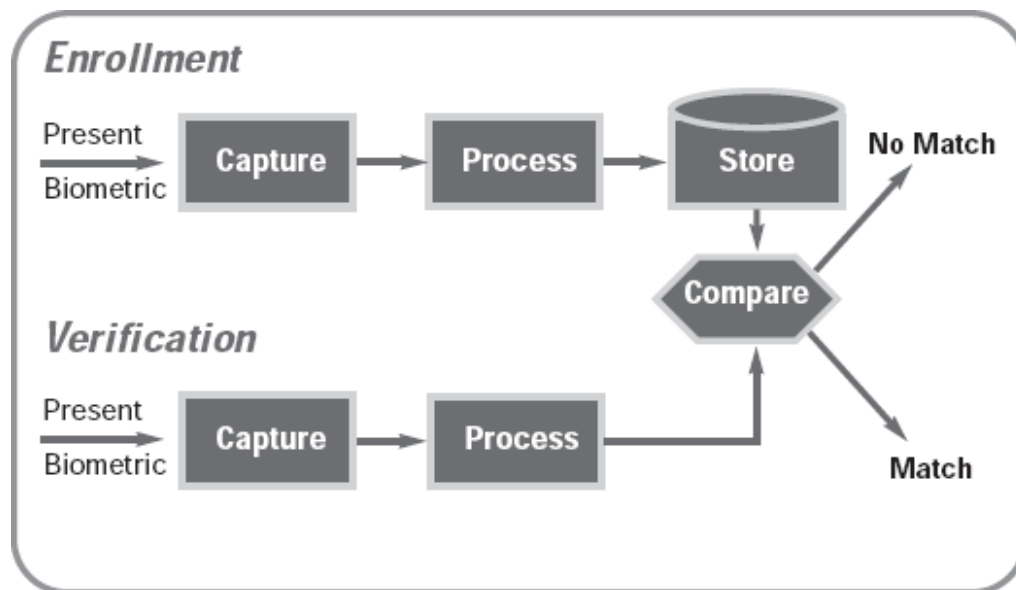 Enrollment
Present
Biometric
Capture
Process
Store
No Match
Compare
Verification
Present
Biometric
Capture
Process
Match